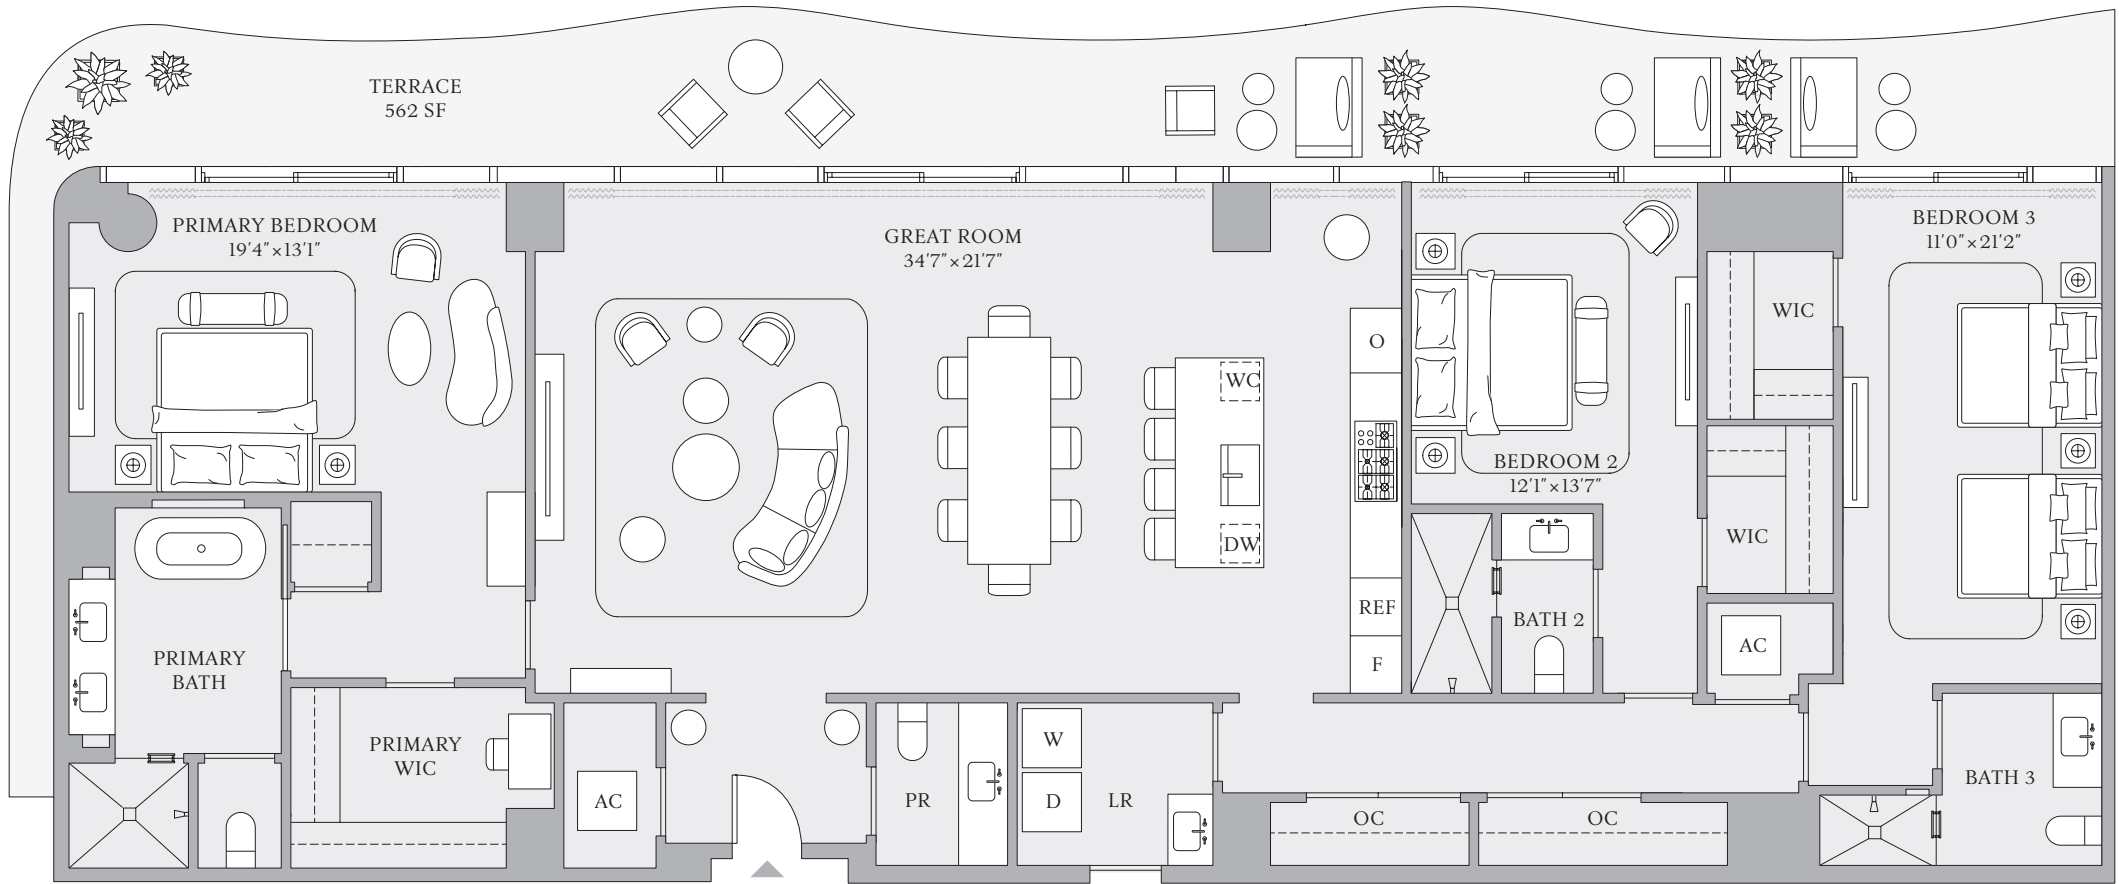 TERRACE
562 SF
PRIMARY BEDROOM
19'4"×13'1"
GREAT ROOM
34'7"×21'7"
BEDROOM 3
11'0"×21'2"
WIC
O
WC
BEDROOM 2
12'1"×13'7"
WIC
DW
REF
BATH 2
AC
F
PRIMARY
BATH
PRIMARY
WIC
W
BATH 3
AC
PR
D
LR
OC
OC